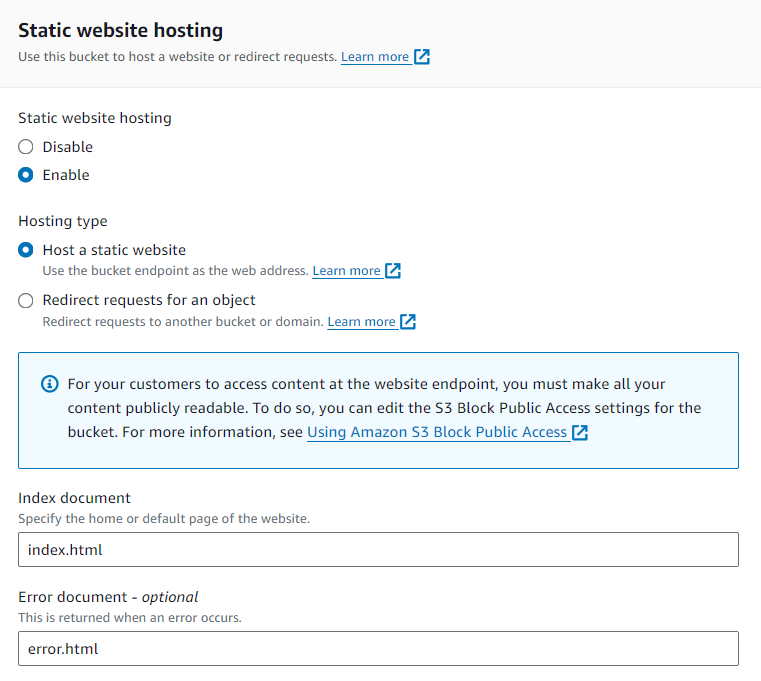 Static website hosting
Use this bucket to host a website or redirect requests. Learn more
Static website hosting
Disable
Enable
Hosting type
Host a static website
Use the bucket endpoint as the web address. Learn more
Redirect requests for an object
Redirect requests to another bucket or domain. Learn more
For your customers to access content at the website endpoint, you must make all your
content publicly readable. To do so, you can edit the S3 Block Public Access settings for the
bucket. For more information, see Using Amazon S3 Block Public Access
Index document
Specify the home or default page of the website.
index.html
Error document - optional
This is returned when an error occurs.
error.html